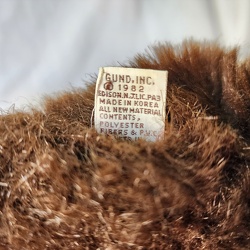 GUND, INC.
© 1982
EDISON, N.J. LIC. PA3
MADE IN KOREA
ALL NEW MATERIAL
CONTENTS,
POLYESTER
FIBERS & P.V.C.